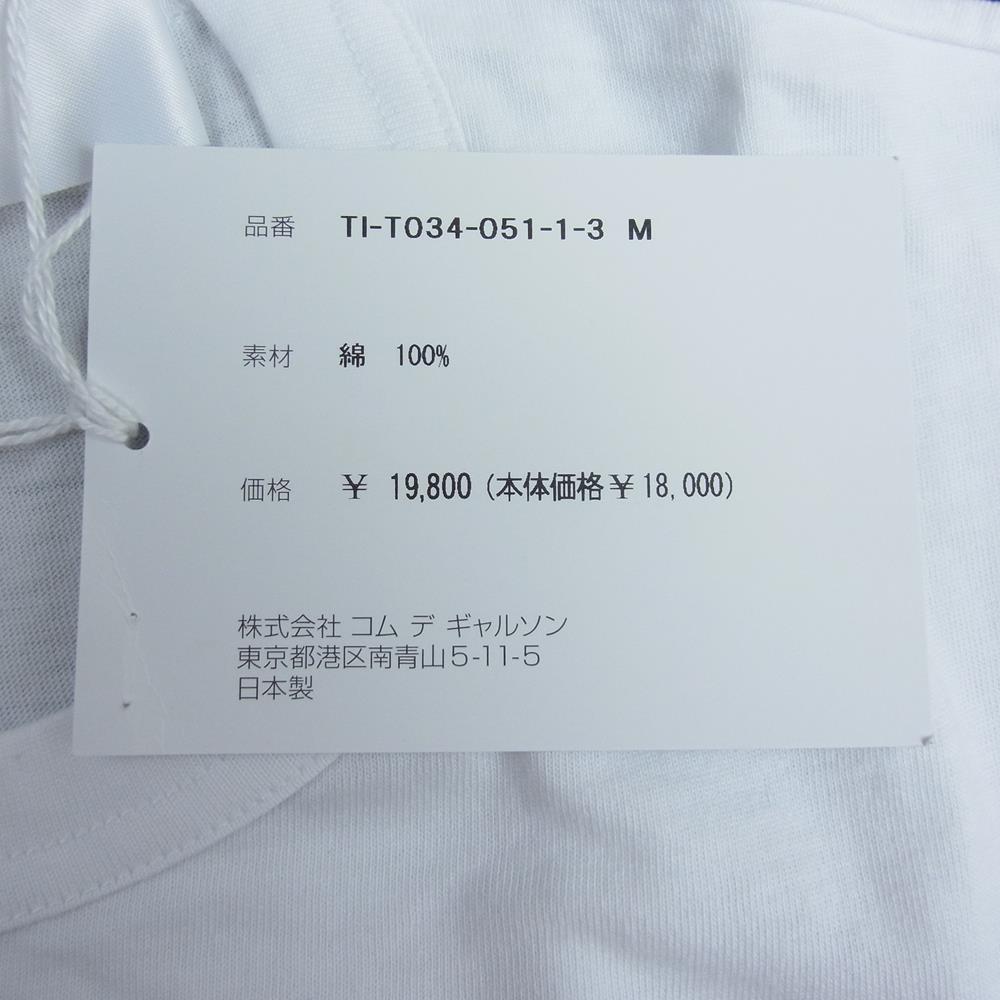 品番 TI-T034-051-1-3 M
素材 綿 100%
価格 ￥ 19,800 (本体価格￥18,000)
株式会社 コム デ ギャルソン
東京都港区南青山5-11-5
日本製